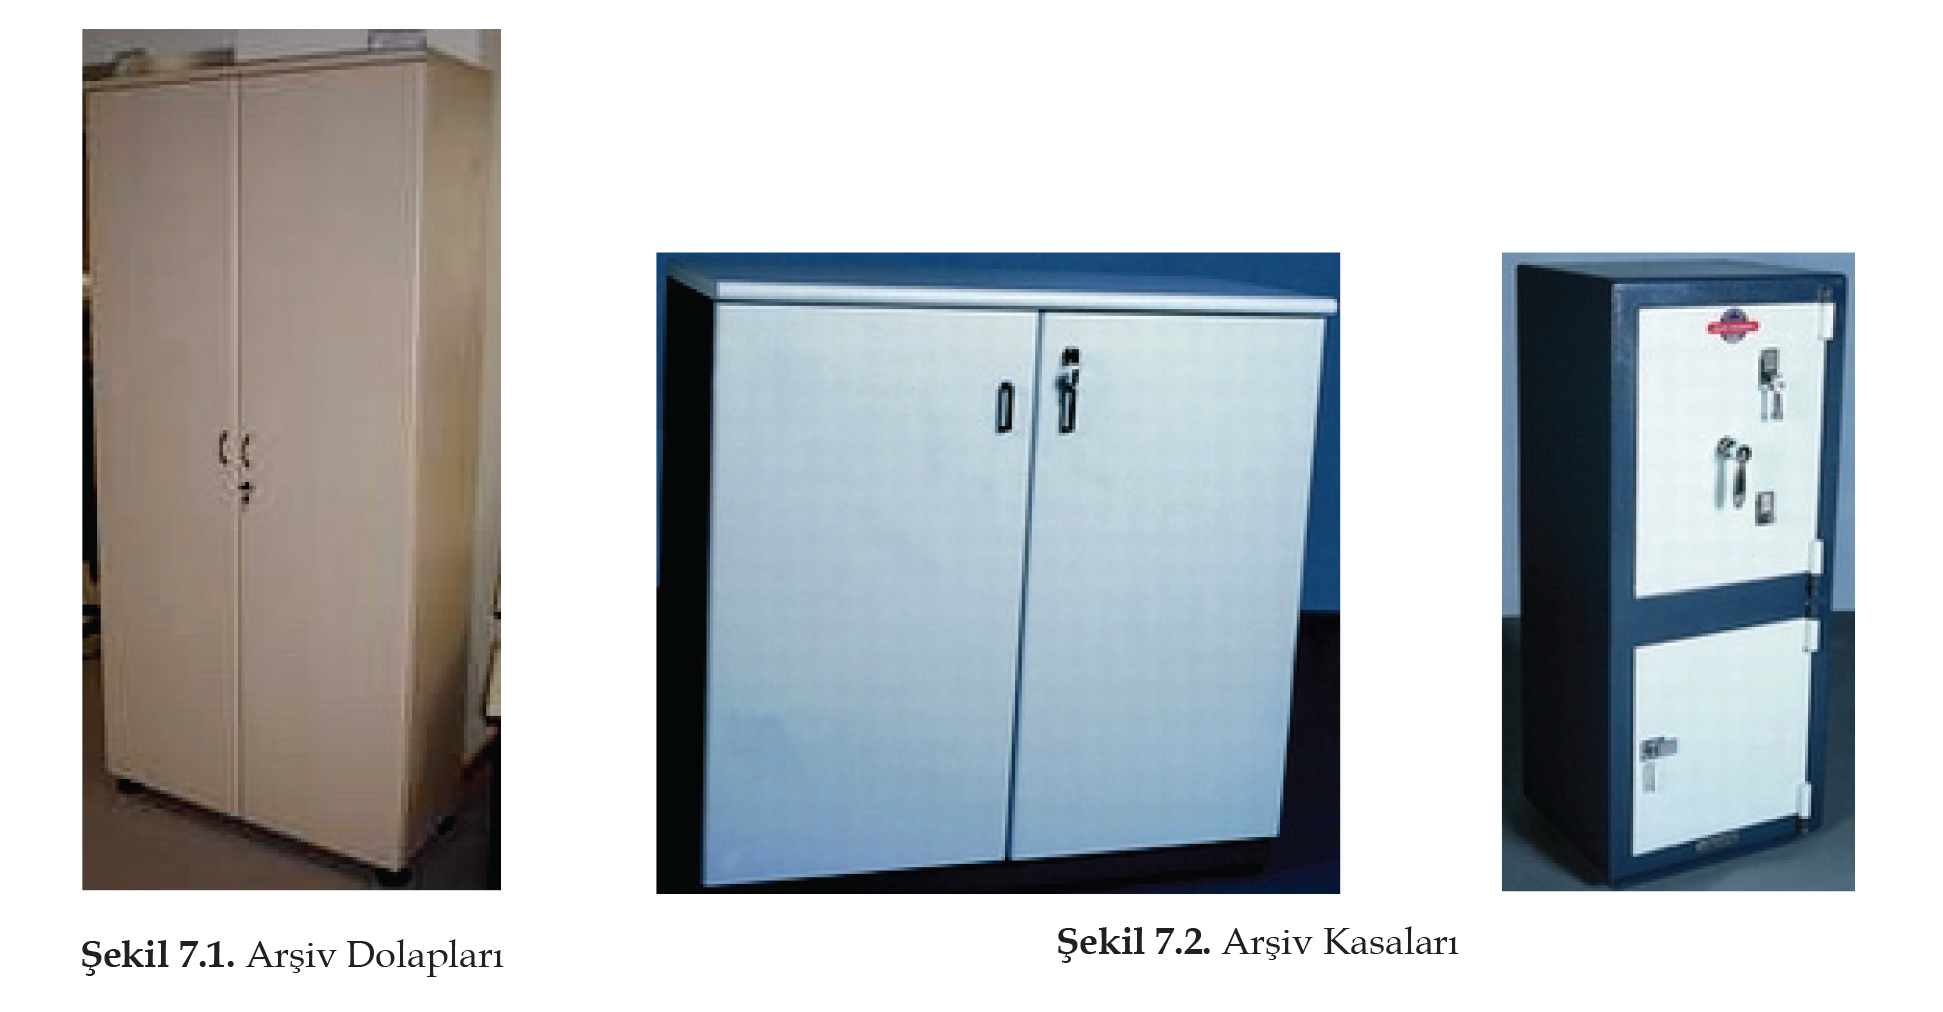 Şekil 7.1. Arşiv Dolapları
Şekil 7.2. Arşiv Kasaları